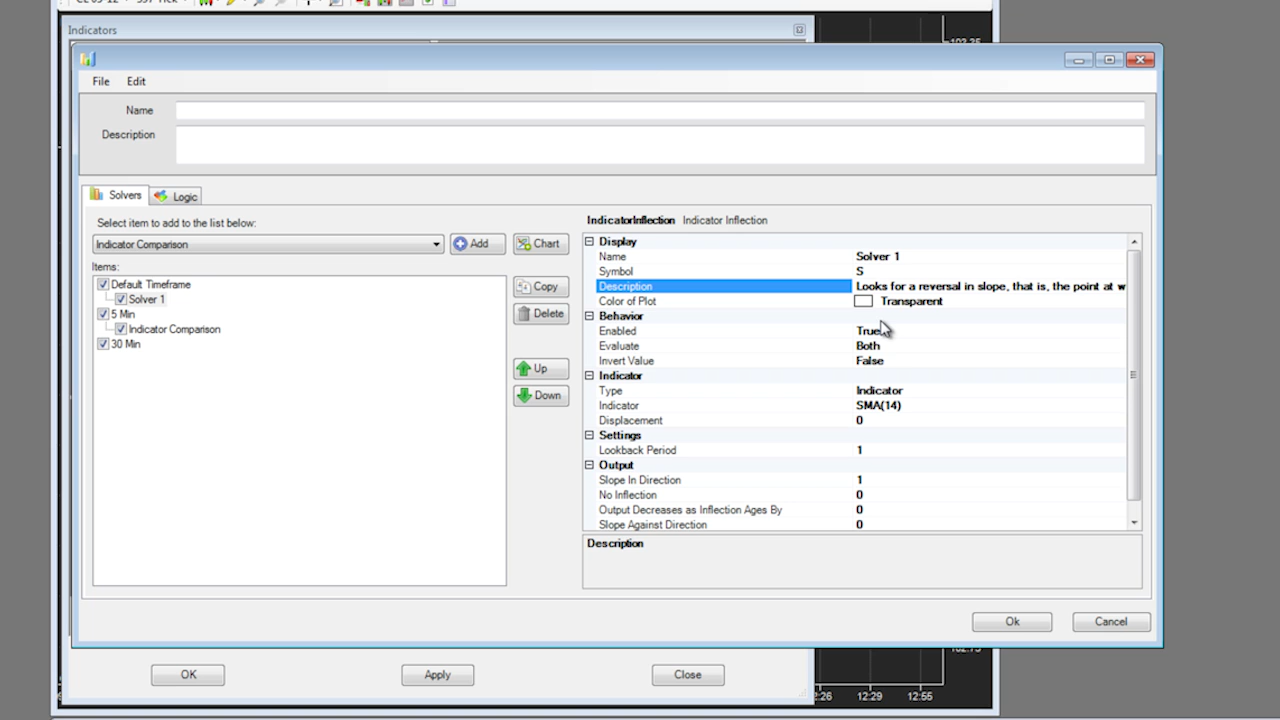 Indicators
File Edit
Name
Description
Solvers Logic
Select item to add to the list below:
Indicator Comparison Add Chart
Items:
Default Timeframe
Solver 1
5 Min
Indicator Comparison
30 Min
Copy
Delete
Up
Down
IndicatorInflection Indicator Inflection
Display
Name Solver 1
Symbol S
Description Looks for a reversal in slope, that is, the point at w
Color of Plot Transparent
Behavior
Enabled True
Evaluate Both
Invert Value False
Indicator
Type Indicator
Indicator SMA(14)
Displacement 0
Settings
Lookback Period 1
Output
Slope In Direction 1
No Inflection 0
Output Decreases as Inflection Ages By 0
Slope Against Direction 0
Description
Ok Cancel
OK Apply Close
2:26 12:29 12:55